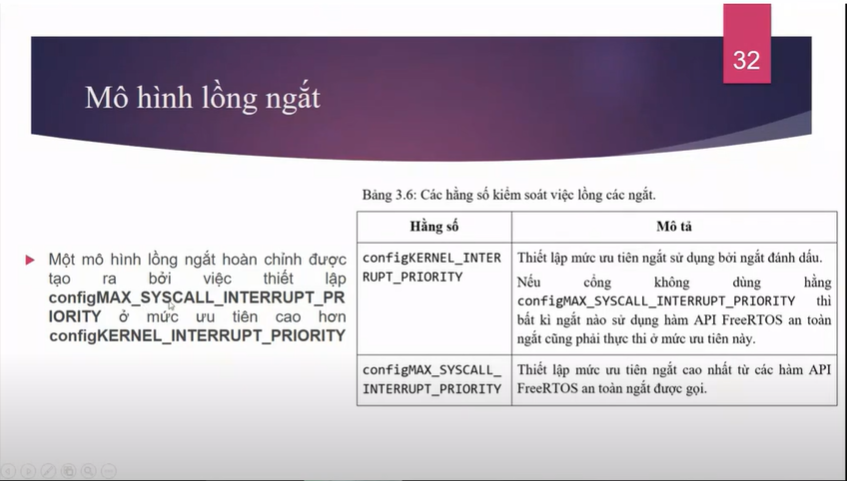 32
Mô hình lồng ngắt
Một mô hình lồng ngắt hoàn chỉnh được
tạo ra bởi việc thiết lập
configMAX_SYSCALL_INTERRUPT_PR
IORITY ở mức ưu tiên cao hơn
configKERNEL_INTERRUPT_PRIORITY
Bảng 3.6: Các hằng số kiểm soát việc lồng các ngắt.
Hằng số
Mô tả
configKERNEL_INTER
RUPT_PRIORITY
Thiết lập mức ưu tiên ngắt sử dụng bởi ngắt đánh dấu.
Nếu cổng không dùng hằng
configMAX_SYSCALL_INTERRUPT_PRIORITY thì
bất kì ngắt nào sử dụng hàm API FreeRTOS an toàn
ngắt cũng phải thực thi ở mức ưu tiên này.
configMAX_SYSCALL_
INTERRUPT_PRIORITY
Thiết lập mức ưu tiên ngắt cao nhất từ các hàm API
FreeRTOS an toàn ngắt được gọi.